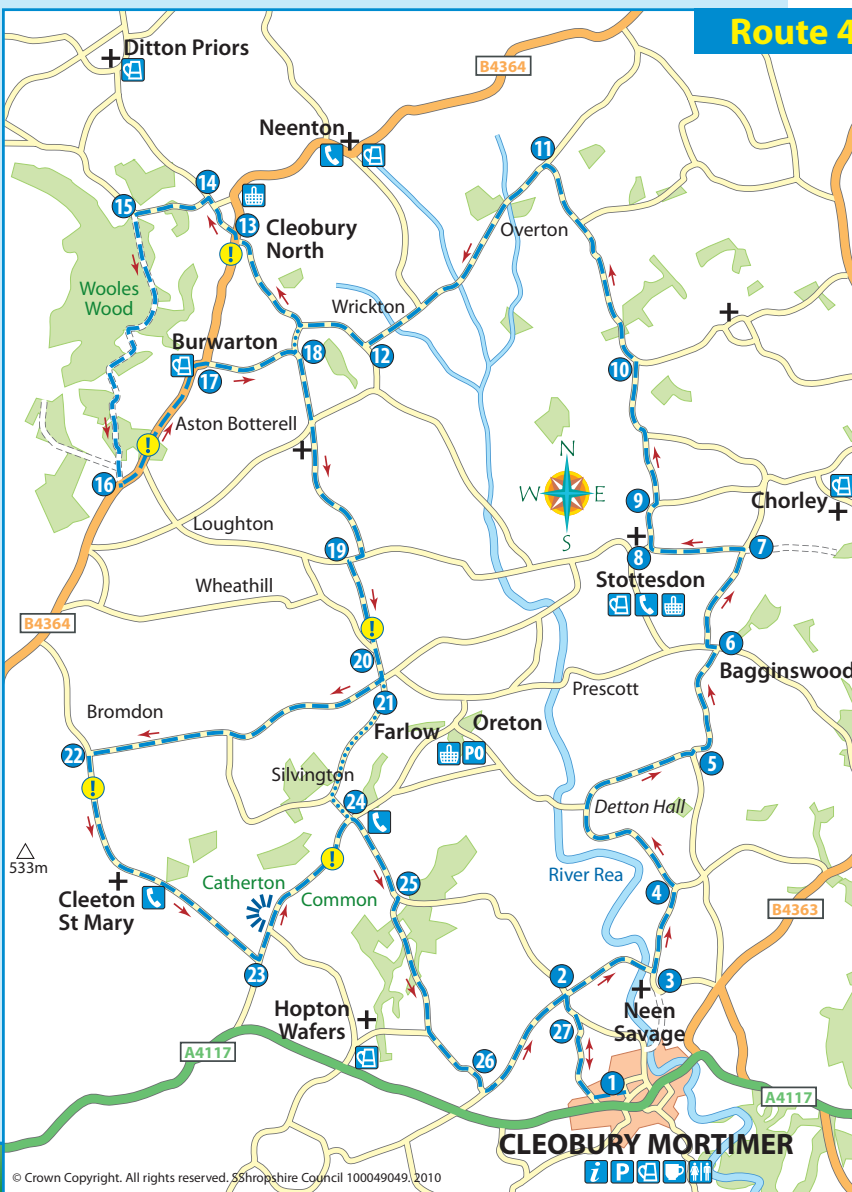 Route 4
Ditton Priors
B4364
Neenton
11
14
15
13
Cleobury
North
!
Overton
Wooles
Wood
Wrickton
Burwarton
18
12
17
10
Aston Botterell
!
N
W E
S
16
9
Chorley
Loughton
19
8
7
Stottesdon
Wheathill
B4364
!
20
6
Bagginswood
Prescott
21
Bromdon
Farlow
Oreton
PO
22
5
Silvington
!
24
Detton Hall
533m
!
Catherton
Common
25
River Rea
4
Cleeton
St Mary
B4363
23
2
3
Hopton
Wafers
Neen
Savage
27
A4117
26
1
A4117
CLEOBURY MORTIMER
i P
© Crown Copyright. All rights reserved. SShropshire Council 100049049. 2010